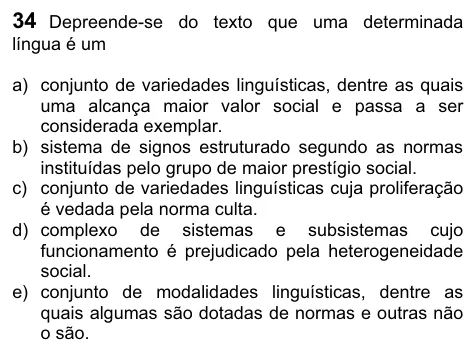 34 Depreende-se do texto que uma determinada
língua é um
a) conjunto de variedades linguísticas, dentre as quais
uma alcança maior valor social e passa a ser
considerada exemplar.
b) sistema de signos estruturado segundo as normas
instituídas pelo grupo de maior prestígio social.
c) conjunto de variedades linguísticas cuja proliferação
é vedada pela norma culta.
d) complexo de sistemas e subsistemas cujo
funcionamento é prejudicado pela heterogeneidade
social.
e) conjunto de modalidades linguísticas, dentre as
quais algumas são dotadas de normas e outras não
o são.